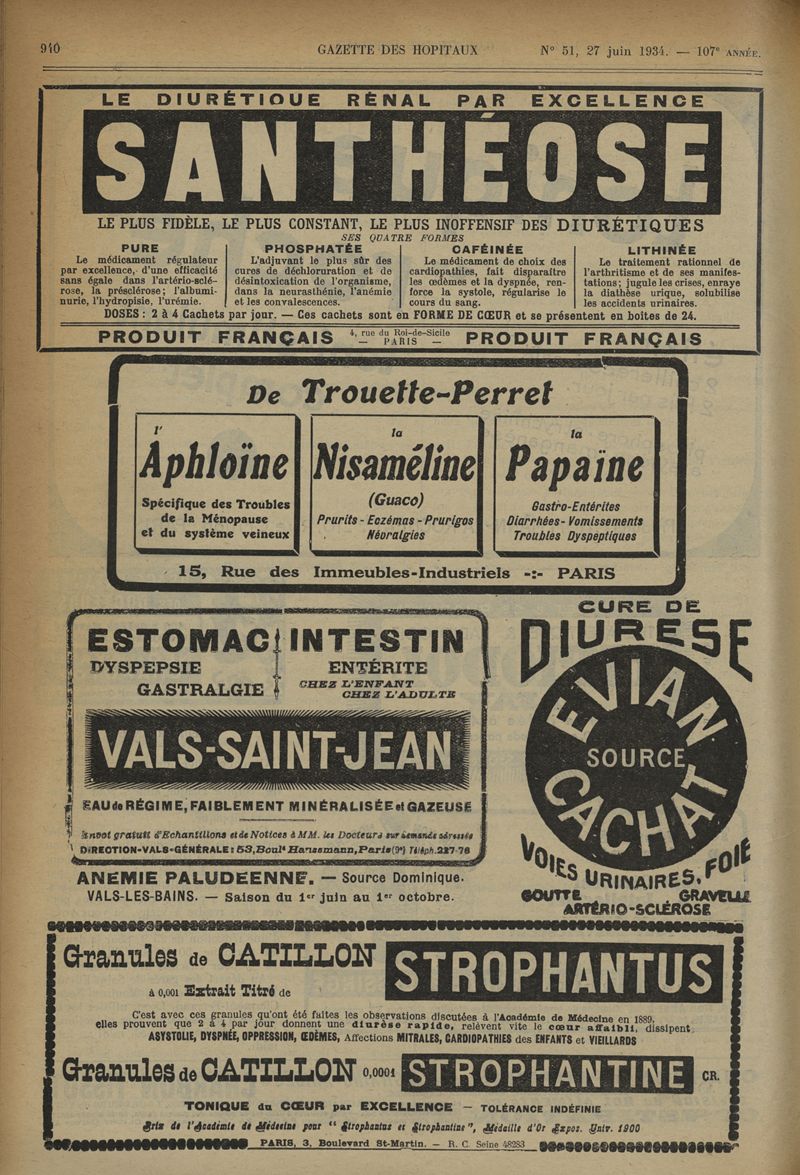 940 GAZETTE DES HOPITAUX N° 51, 27 juin 1934. — 107e ANNÉE.
LE DIURÉTIQUE RÉNAL PAR EXCELLENCE
SANTHÉOSE
LE PLUS FIDÈLE, LE PLUS CONSTANT, LE PLUS INOFFENSIF DES DIURÉTIQUES
SES QUATRE FORMES
PURE
Le médicament régulateur
par excellence, d'une efficacité
sans égale dans l'artério-sclé-
rose, la présclérose; l'albumi-
nurie, l'hydropisie, l'urémie.
PHOSPHATÉE
L'adjuvant le plus sûr des
cures de déchloruration et de
désintoxication de l'organisme,
dans la neurasthénie, l'anémie
et les convalescences.
CAFÉINÉE
Le médicament de choix des
cardiopathies, fait disparaître
les œdèmes et la dyspnée, ren-
force la systole, régularise le
cours du sang.
LITHINÉE
Le traitement rationnel de
l'arthritisme et de ses manifes-
tations; jugule les crises, enraye
la diathèse urique, solubilise
les accidents urinaires.
DOSES : 2 à 4 Cachets par jour. — Ces cachets sont en FORME DE CŒUR et se présentent en boites de 24.
PRODUIT FRANÇAIS 4, rue du Roi-de-Sicile — PARIS — PRODUIT FRANÇAIS
De Trouette-Perret
l'
Aphloïne
Spécifique des Troubles
de la Ménopause
et du système veineux
la
Nisaméline
(Guaco)
Prurits - Eczémas - Prurigos
Névralgies
la
Papaïne
Gastro-Entérites
Diarrhées - Vomissements
Troubles Dyspeptiques
15, Rue des Immeubles-Industriels -:- PARIS
ESTOMAC INTESTIN
DYSPEPSIE
GASTRALGIE
ENTÉRITE
CHEZ L'ENFANT
CHEZ L'ADULTE
VALS-SAINT-JEAN
EAU de RÉGIME, FAIBLEMENT MINÉRALISÉE et GAZEUSE
Envoi gratuit d'Echantillons et de Notices à MM. les Docteurs sur demande adressée
DIRECTION-VALS-GÉNÉRALE : 53, Bould Haussmann, Paris (9e) Téléph. 227-76
ANEMIE PALUDEENNE. — Source Dominique.
VALS-LES-BAINS. — Saison du 1er juin au 1er octobre.
CURE DE
DIURESE
EVIAN
SOURCE
CACHAT
VOIES URINAIRES, FOIE
GOUTTE GRAVELLE
ARTÉRIO-SCLÉROSE
Granules de CATILLON
à 0,001 Extrait Titré de
STROPHANTUS
C'est avec ces granules qu'ont été faites les observations discutées à l'Académie de Médecine en 1889,
elles prouvent que 2 à 4 par jour donnent une diurèse rapide, relèvent vite le cœur affaibli, dissipent
ASYSTOLIE, DYSPNÉE, OPPRESSION, ŒDÈMES, Affections MITRALES, CARDIOPATHIES des ENFANTS et VIEILLARDS
Granules de CATILLON 0,0001 STROPHANTINE CR.
TONIQUE du CŒUR par EXCELLENCE — TOLÉRANCE INDÉFINIE
Prix de l'Académie de Médecine pour "Strophantus et Strophantine", Médaille d'Or Expos. Univ. 1900
PARIS, 3, Boulevard St-Martin. — R. C. Seine 48283